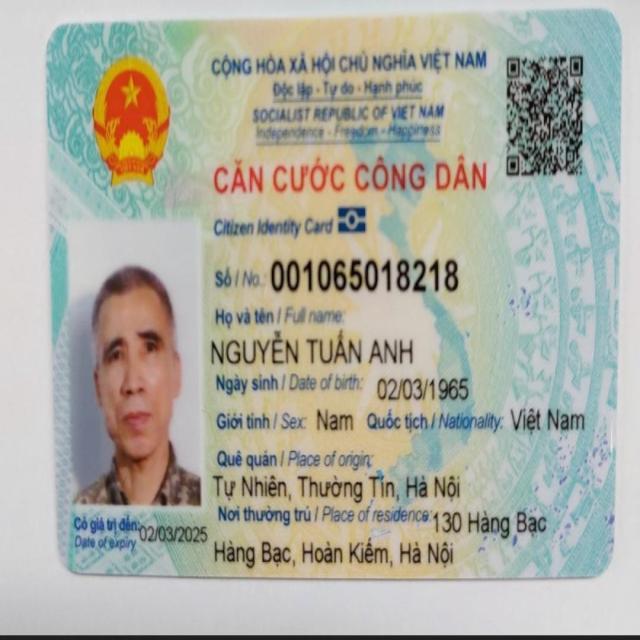 CỘNG HÒA XÃ HỘI CHỦ NGHĨA VIỆT NAM
Độc lập - Tự do - Hạnh phúc
SOCIALIST REPUBLIC OF VIET NAM
Independence - Freedom - Happiness
CĂN CƯỚC CÔNG DÂN
Citizen Identity Card
Số / No.: 001065018218
Họ và tên / Full name:
NGUYỄN TUẤN ANH
Ngày sinh / Date of birth: 02/03/1965
Giới tính / Sex: Nam Quốc tịch / Nationality: Việt Nam
Quê quán / Place of origin:
Tự Nhiên, Thường Tín, Hà Nội
Nơi thường trú / Place of residence: 130 Hàng Bạc
Hàng Bạc, Hoàn Kiếm, Hà Nội
Có giá trị đến: 02/03/2025
Date of expiry